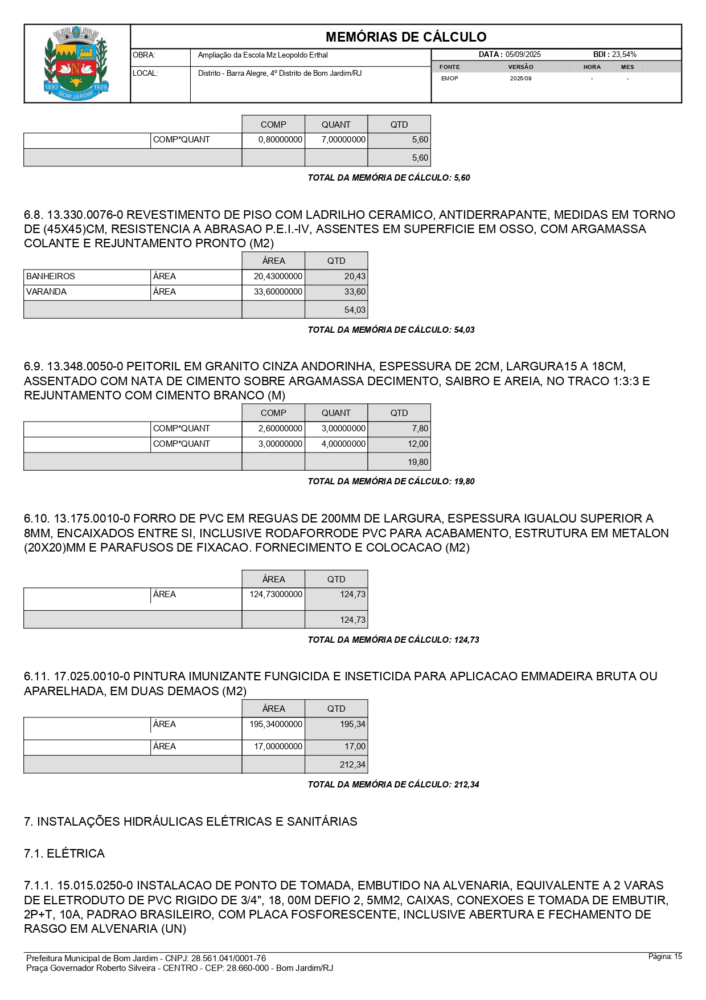 MEMÓRIAS DE CÁLCULO
OBRA: Ampliação da Escola Mz Leopoldo Erthal
DATA : 05/09/2025 BDI : 23,54%
FONTE VERSÃO HORA MES
LOCAL: Distrito - Barra Alegre, 4º Distrito de Bom Jardim/RJ
EMOP 2025/09 - -
1893 N 1929
BOM JARDIM
COMP QUANT QTD
COMP*QUANT 0,80000000 7,00000000 5,60
5,60
TOTAL DA MEMÓRIA DE CÁLCULO: 5,60
6.8. 13.330.0076-0 REVESTIMENTO DE PISO COM LADRILHO CERAMICO, ANTIDERRAPANTE, MEDIDAS EM TORNO
DE (45X45)CM, RESISTENCIA A ABRASAO P.E.I.-IV, ASSENTES EM SUPERFICIE EM OSSO, COM ARGAMASSA
COLANTE E REJUNTAMENTO PRONTO (M2)
ÁREA QTD
BANHEIROS ÁREA 20,43000000 20,43
VARANDA ÁREA 33,60000000 33,60
54,03
TOTAL DA MEMÓRIA DE CÁLCULO: 54,03
6.9. 13.348.0050-0 PEITORIL EM GRANITO CINZA ANDORINHA, ESPESSURA DE 2CM, LARGURA15 A 18CM,
ASSENTADO COM NATA DE CIMENTO SOBRE ARGAMASSA DECIMENTO, SAIBRO E AREIA, NO TRACO 1:3:3 E
REJUNTAMENTO COM CIMENTO BRANCO (M)
COMP QUANT QTD
COMP*QUANT 2,60000000 3,00000000 7,80
COMP*QUANT 3,00000000 4,00000000 12,00
19,80
TOTAL DA MEMÓRIA DE CÁLCULO: 19,80
6.10. 13.175.0010-0 FORRO DE PVC EM REGUAS DE 200MM DE LARGURA, ESPESSURA IGUALOU SUPERIOR A
8MM, ENCAIXADOS ENTRE SI, INCLUSIVE RODAFORRODE PVC PARA ACABAMENTO, ESTRUTURA EM METALON
(20X20)MM E PARAFUSOS DE FIXACAO. FORNECIMENTO E COLOCACAO (M2)
ÁREA QTD
ÁREA 124,73000000 124,73
124,73
TOTAL DA MEMÓRIA DE CÁLCULO: 124,73
6.11. 17.025.0010-0 PINTURA IMUNIZANTE FUNGICIDA E INSETICIDA PARA APLICACAO EMMADEIRA BRUTA OU
APARELHADA, EM DUAS DEMAOS (M2)
ÁREA QTD
ÁREA 195,34000000 195,34
ÁREA 17,00000000 17,00
212,34
TOTAL DA MEMÓRIA DE CÁLCULO: 212,34
7. INSTALAÇÕES HIDRÁULICAS ELÉTRICAS E SANITÁRIAS
7.1. ELÉTRICA
7.1.1. 15.015.0250-0 INSTALACAO DE PONTO DE TOMADA, EMBUTIDO NA ALVENARIA, EQUIVALENTE A 2 VARAS
DE ELETRODUTO DE PVC RIGIDO DE 3/4", 18, 00M DEFIO 2, 5MM2, CAIXAS, CONEXOES E TOMADA DE EMBUTIR,
2P+T, 10A, PADRAO BRASILEIRO, COM PLACA FOSFORESCENTE, INCLUSIVE ABERTURA E FECHAMENTO DE
RASGO EM ALVENARIA (UN)
Prefeitura Municipal de Bom Jardim - CNPJ: 28.561.041/0001-76 Página: 15
Praça Governador Roberto Silveira - CENTRO - CEP: 28.660-000 - Bom Jardim/RJ